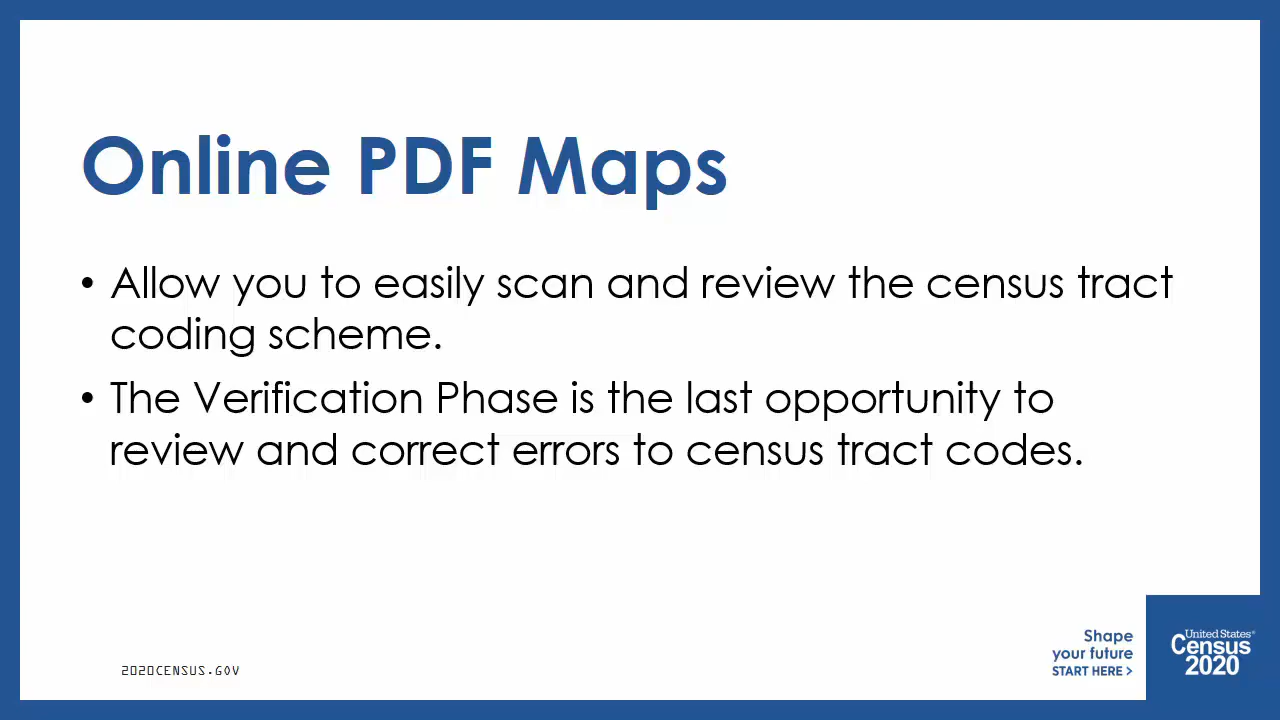 Online PDF Maps
• Allow you to easily scan and review the census tract
coding scheme.
• The Verification Phase is the last opportunity to
review and correct errors to census tract codes.
Shape
your future
START HERE >
United States®
Census
2020
2020CENSUS.GOV